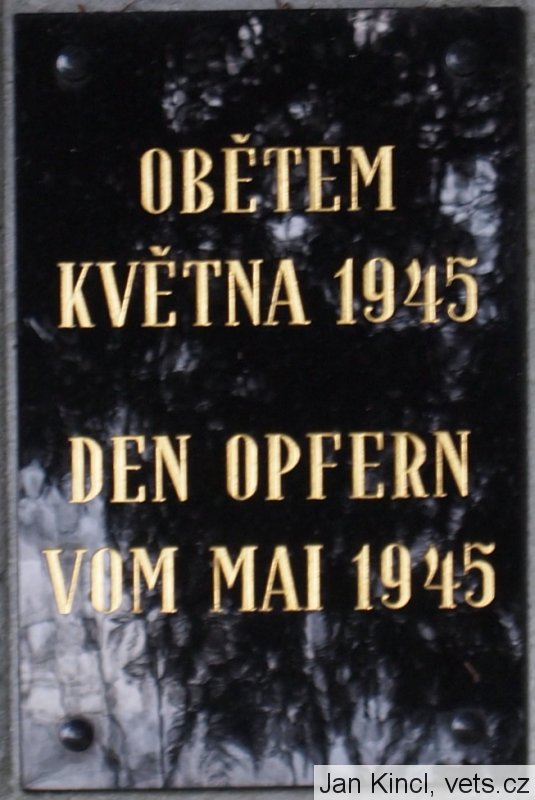 OBĚTEM
KVĚTNA 1945
DEN OPFERN
VOM MAI 1945
Jan Kincl, vets.cz